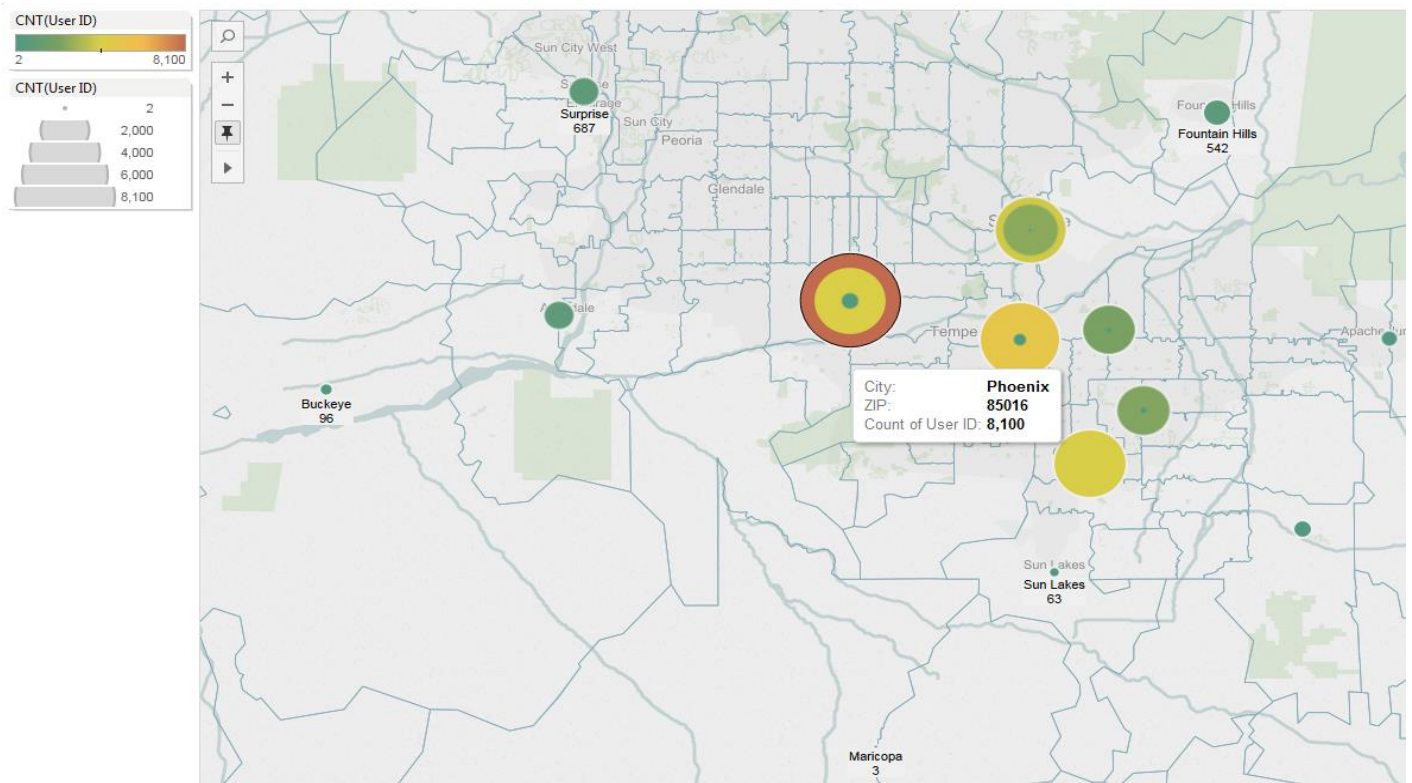 CNT(User ID)
2 8,100
CNT(User ID)
2
2,000
4,000
6,000
8,100
Sun City West
Surprise
687
Sun City
Peoria
Glendale
Fountain Hills
542
Tempe
City: Phoenix
ZIP: 85016
Count of User ID: 8,100
Buckeye
96
Sun Lakes
Sun Lakes
63
Maricopa
3